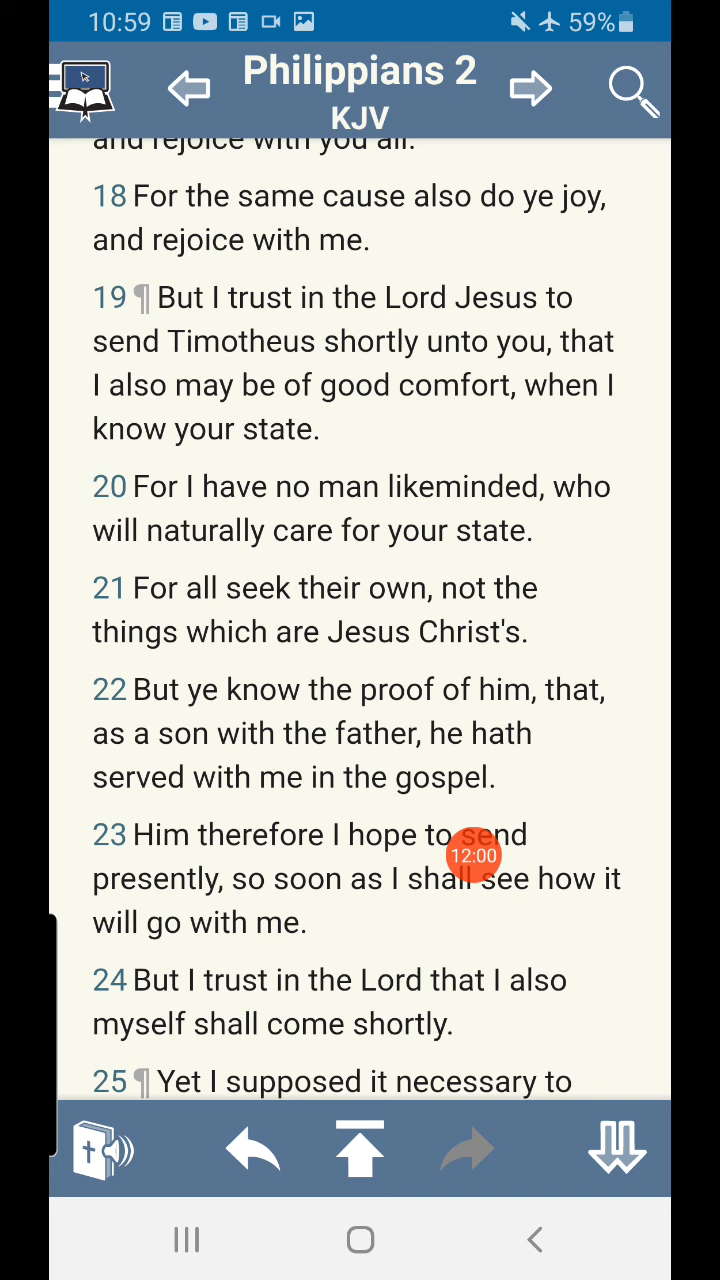 10:59 59%
Philippians 2
KJV
and rejoice with you all.
18 For the same cause also do ye joy,
and rejoice with me.
19 ¶ But I trust in the Lord Jesus to
send Timotheus shortly unto you, that
I also may be of good comfort, when I
know your state.
20 For I have no man likeminded, who
will naturally care for your state.
21 For all seek their own, not the
things which are Jesus Christ's.
22 But ye know the proof of him, that,
as a son with the father, he hath
served with me in the gospel.
23 Him therefore I hope to send
12:00
presently, so soon as I shall see how it
will go with me.
24 But I trust in the Lord that I also
myself shall come shortly.
25 ¶ Yet I supposed it necessary to